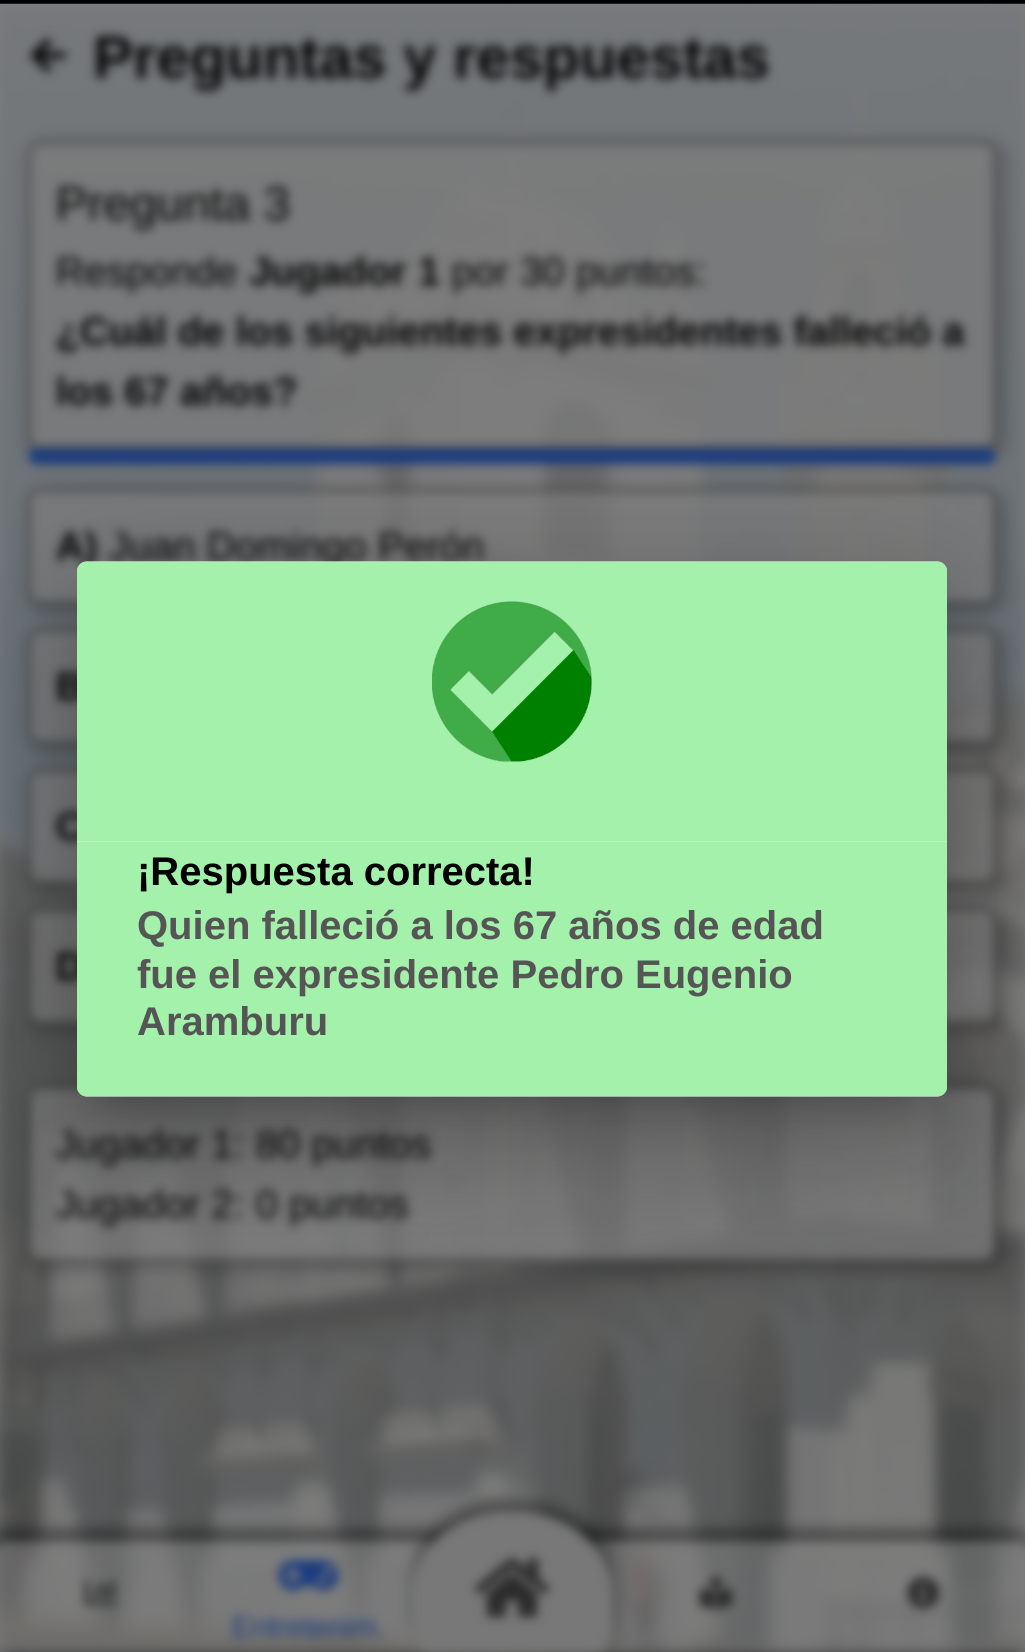 Preguntas y respuestas
Pregunta 3
Responde Jugador 1 por 30 puntos:
¿Cuál de los siguientes expresidentes falleció a
los 67 años?
A) Juan Domingo Perón
B
C
D
¡Respuesta correcta!
Quien falleció a los 67 años de edad
fue el expresidente Pedro Eugenio
Aramburu
Jugador 1: 80 puntos
Jugador 2: 0 puntos
Entretenim.